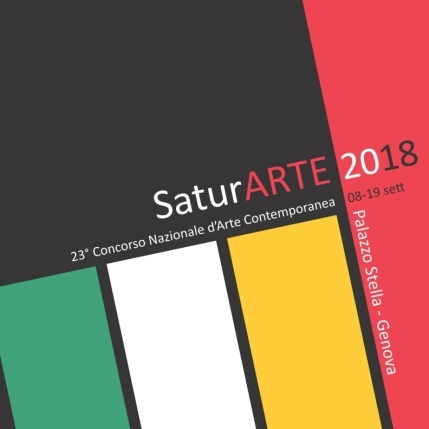 SaturARTE 2018
08-19 sett
23° Concorso Nazionale d'Arte Contemporanea
Palazzo Stella - Genova